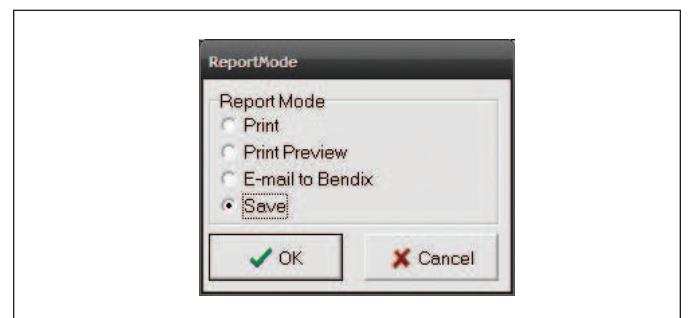 ReportMode
Report Mode
Print
Print Preview
E-mail to Bendix
Save
OK
Cancel